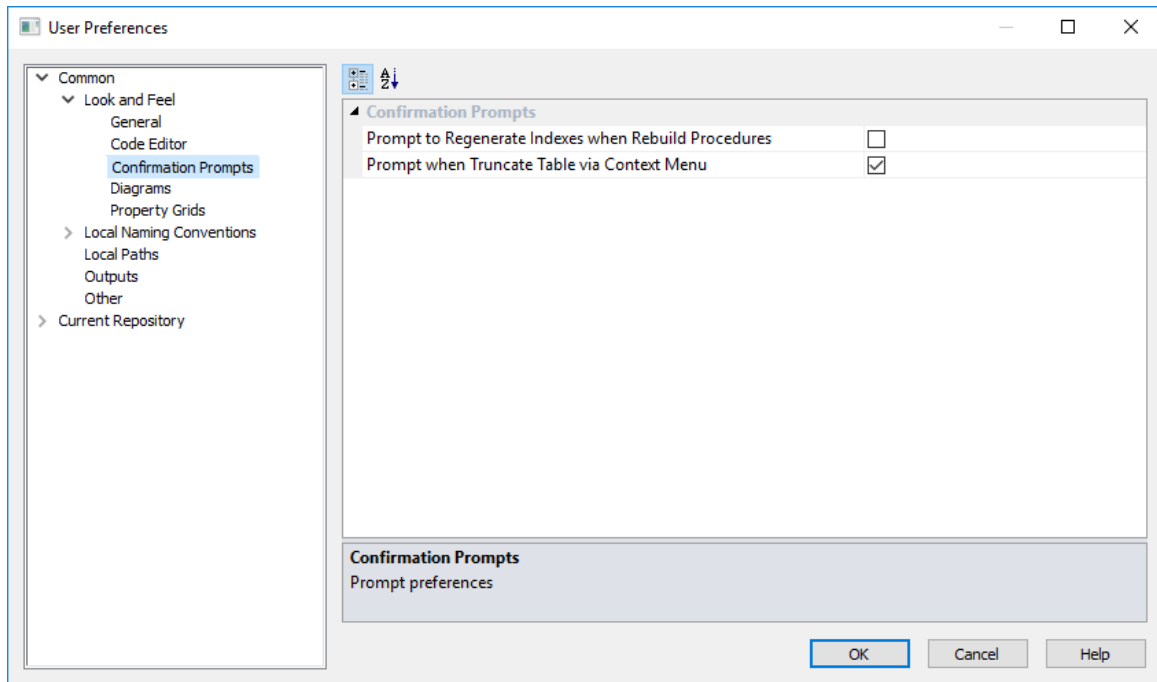 User Preferences
Common
Look and Feel
General
Code Editor
Confirmation Prompts
Diagrams
Property Grids
Local Naming Conventions
Local Paths
Outputs
Other
Current Repository
A
Z
Confirmation Prompts
Prompt to Regenerate Indexes when Rebuild Procedures
Prompt when Truncate Table via Context Menu
Confirmation Prompts
Prompt preferences
OK Cancel Help